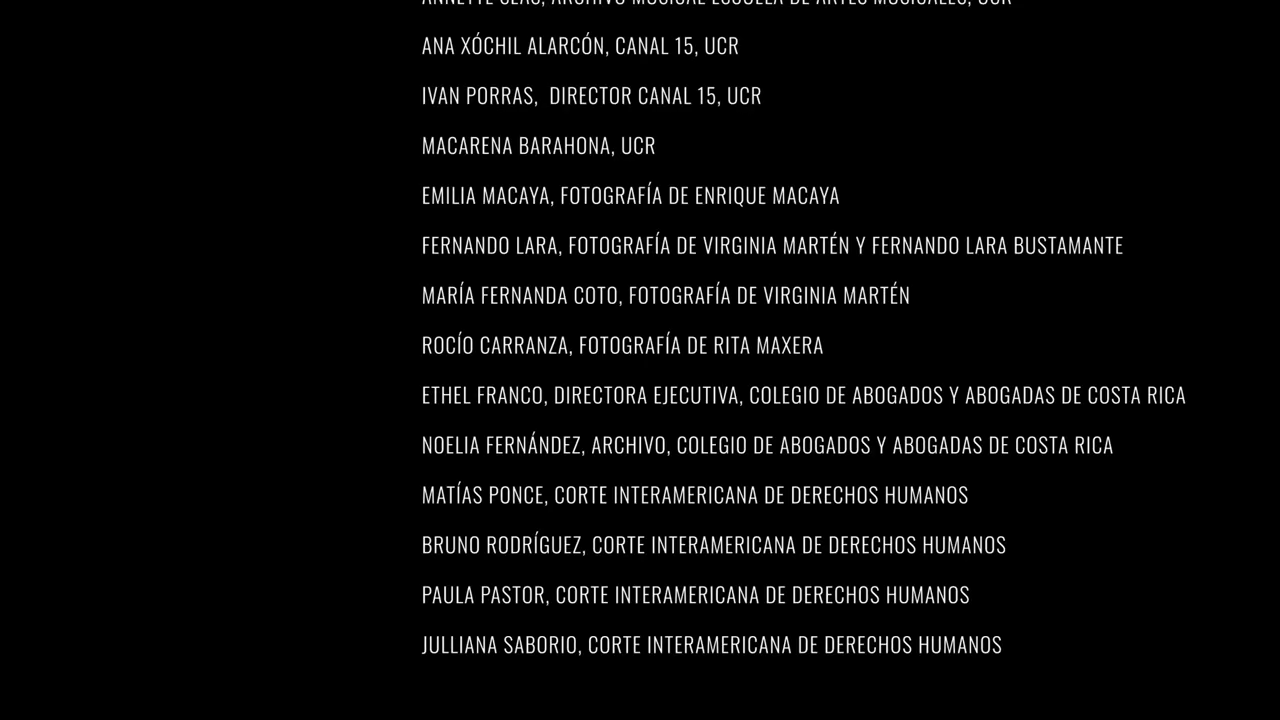 ANA XÓCHIL ALARCÓN, CANAL 15, UCR
IVAN PORRAS,  DIRECTOR CANAL 15, UCR
MACARENA BARAHONA, UCR
EMILIA MACAYA, FOTOGRAFÍA DE ENRIQUE MACAYA
FERNANDO LARA, FOTOGRAFÍA DE VIRGINIA MARTÉN Y FERNANDO LARA BUSTAMANTE
MARÍA FERNANDA COTO, FOTOGRAFÍA DE VIRGINIA MARTÉN
ROCÍO CARRANZA, FOTOGRAFÍA DE RITA MAXERA
ETHEL FRANCO, DIRECTORA EJECUTIVA, COLEGIO DE ABOGADOS Y ABOGADAS DE COSTA RICA
NOELIA FERNÁNDEZ, ARCHIVO, COLEGIO DE ABOGADOS Y ABOGADAS DE COSTA RICA
MATÍAS PONCE, CORTE INTERAMERICANA DE DERECHOS HUMANOS
BRUNO RODRÍGUEZ, CORTE INTERAMERICANA DE DERECHOS HUMANOS
PAULA PASTOR, CORTE INTERAMERICANA DE DERECHOS HUMANOS
JULLIANA SABORIO, CORTE INTERAMERICANA DE DERECHOS HUMANOS